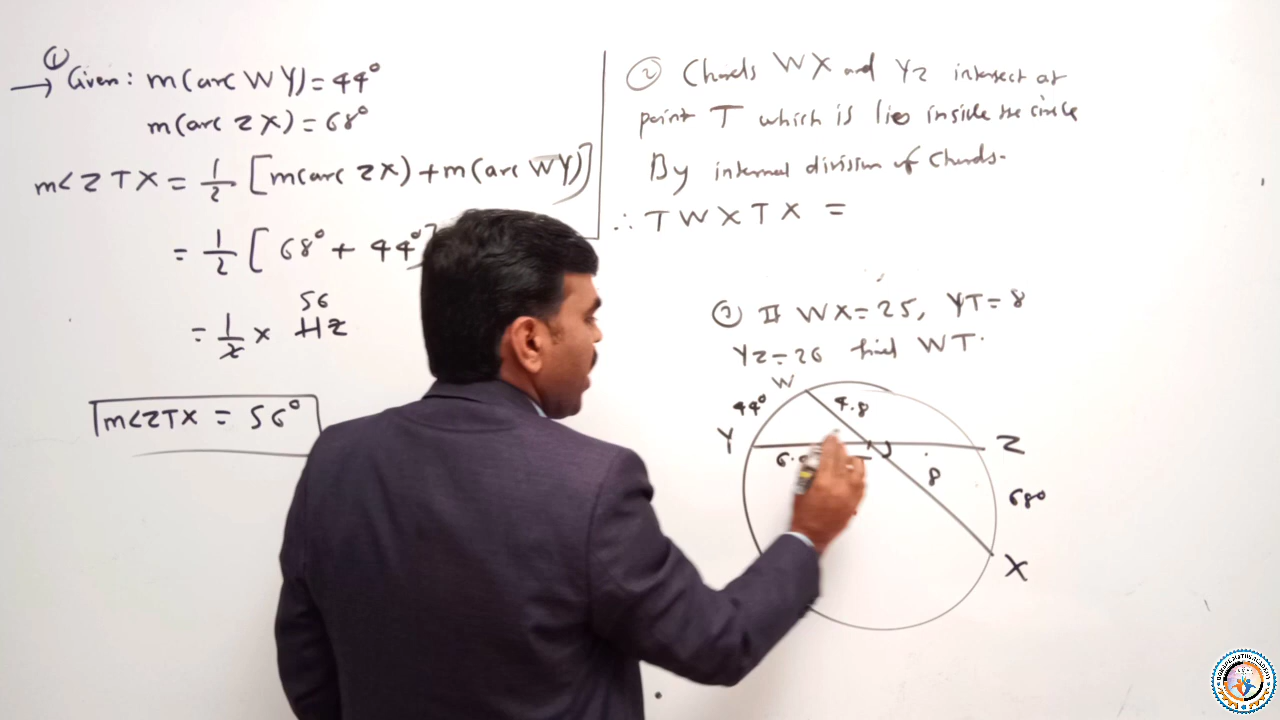 ①
→ Given: m(arc WY)=44°
m(arc ZX)=68°
m<ZTX = 1/2 [m(arc ZX)+m(arc WY)]
= 1/2 [68°+ 44°]
56
= 1/2 × 112
m<ZTX = 56°
② Chords WX and YZ intersect at
point T which is lie inside the circle
By internal division of Chords.
∴ TW X TX =
③ If WX=25, YT=8
YZ=26 find WT.
W
44° 4.8
Y Z
6. 8
68°
X